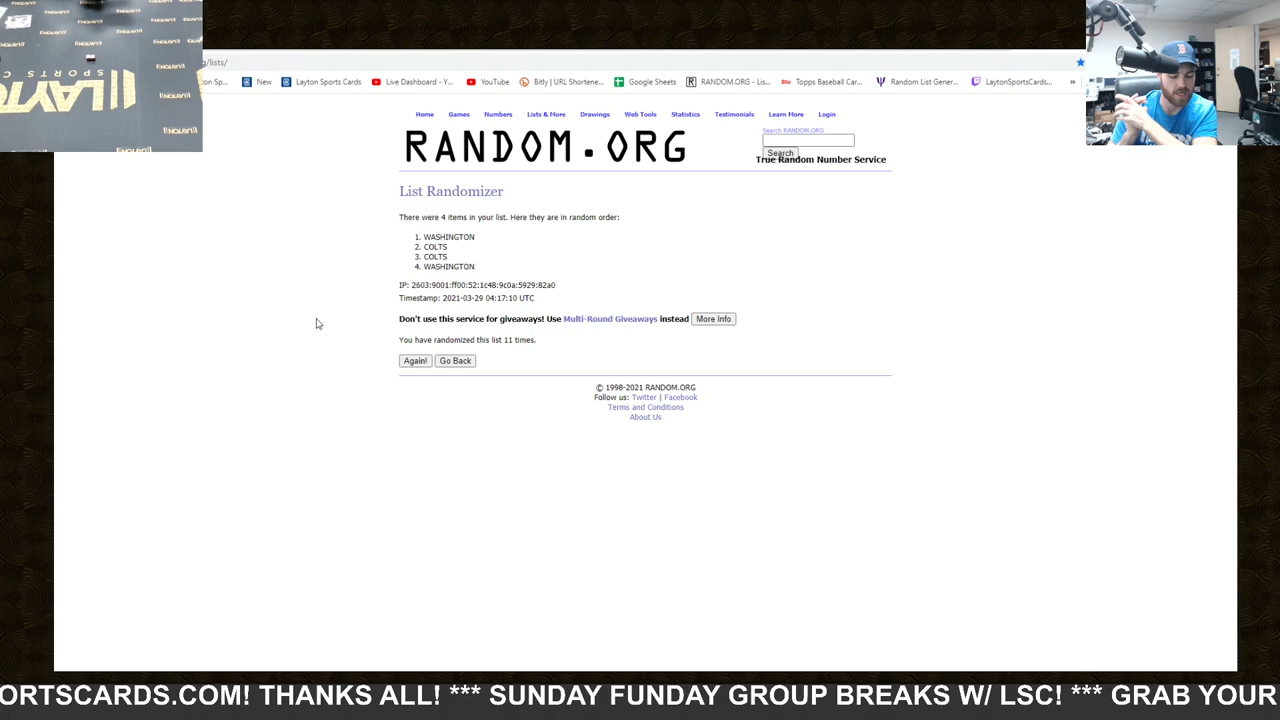 g/lists/
on Sp...
New
Layton Sports Cards
Live Dashboard - Y...
YouTube
Bitly | URL Shortene...
Google Sheets
RANDOM.ORG - Lis...
Topps Baseball Car...
Random List Gener...
LaytonSportsCards...
»
Home Games Numbers Lists & More Drawings Web Tools Statistics Testimonials Learn More Login
RANDOM.ORG
Search RANDOM.ORG
Search
True Random Number Service
List Randomizer
There were 4 items in your list. Here they are in random order:
1. WASHINGTON
2. COLTS
3. COLTS
4. WASHINGTON
IP: 2603:9001:ff00:52:1c48:9c0a:5929:82a0
Timestamp: 2021-03-29 04:17:10 UTC
Don't use this service for giveaways! Use Multi-Round Giveaways instead More Info
You have randomized this list 11 times.
Again! Go Back
© 1998-2021 RANDOM.ORG
Follow us: Twitter | Facebook
Terms and Conditions
About Us
ORTSCARDS.COM! THANKS ALL! *** SUNDAY FUNDAY GROUP BREAKS W/ LSC! *** GRAB YOUR